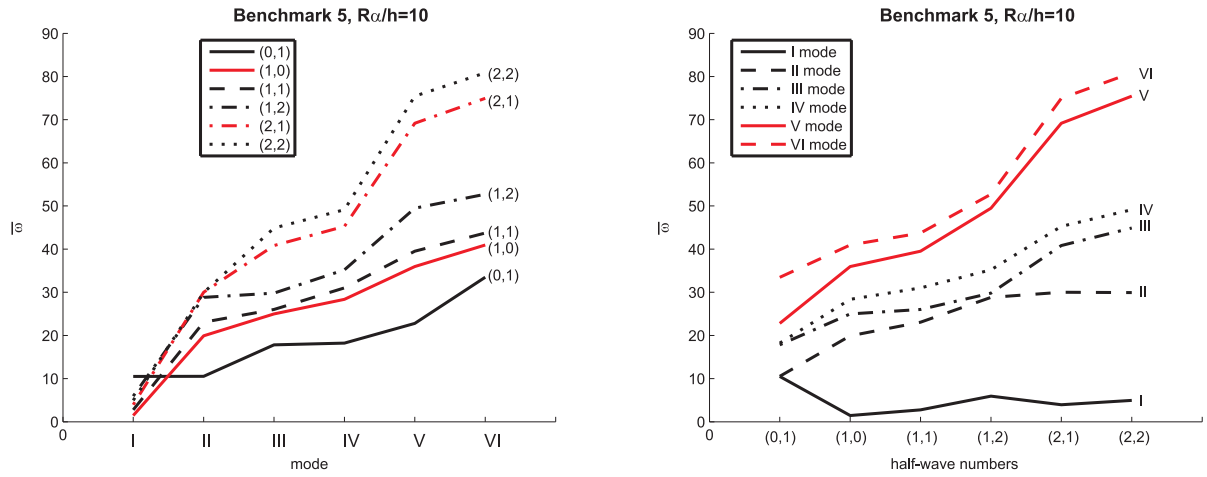 Benchmark 5, Rα/h=10
90
80
70
60
50
40
30
20
10
0
ω̅
(0,1)
(1,0)
(1,1)
(1,2)
(2,1)
(2,2)
(2,2)
(2,1)
(1,2)
(1,1)
(1,0)
(0,1)
0
I
II
III
IV
V
VI
mode
Benchmark 5, Rα/h=10
90
80
70
60
50
40
30
20
10
0
ω̅
I mode
II mode
III mode
IV mode
V mode
VI mode
VI
V
IV
III
II
I
0
(0,1)
(1,0)
(1,1)
(1,2)
(2,1)
(2,2)
half-wave numbers